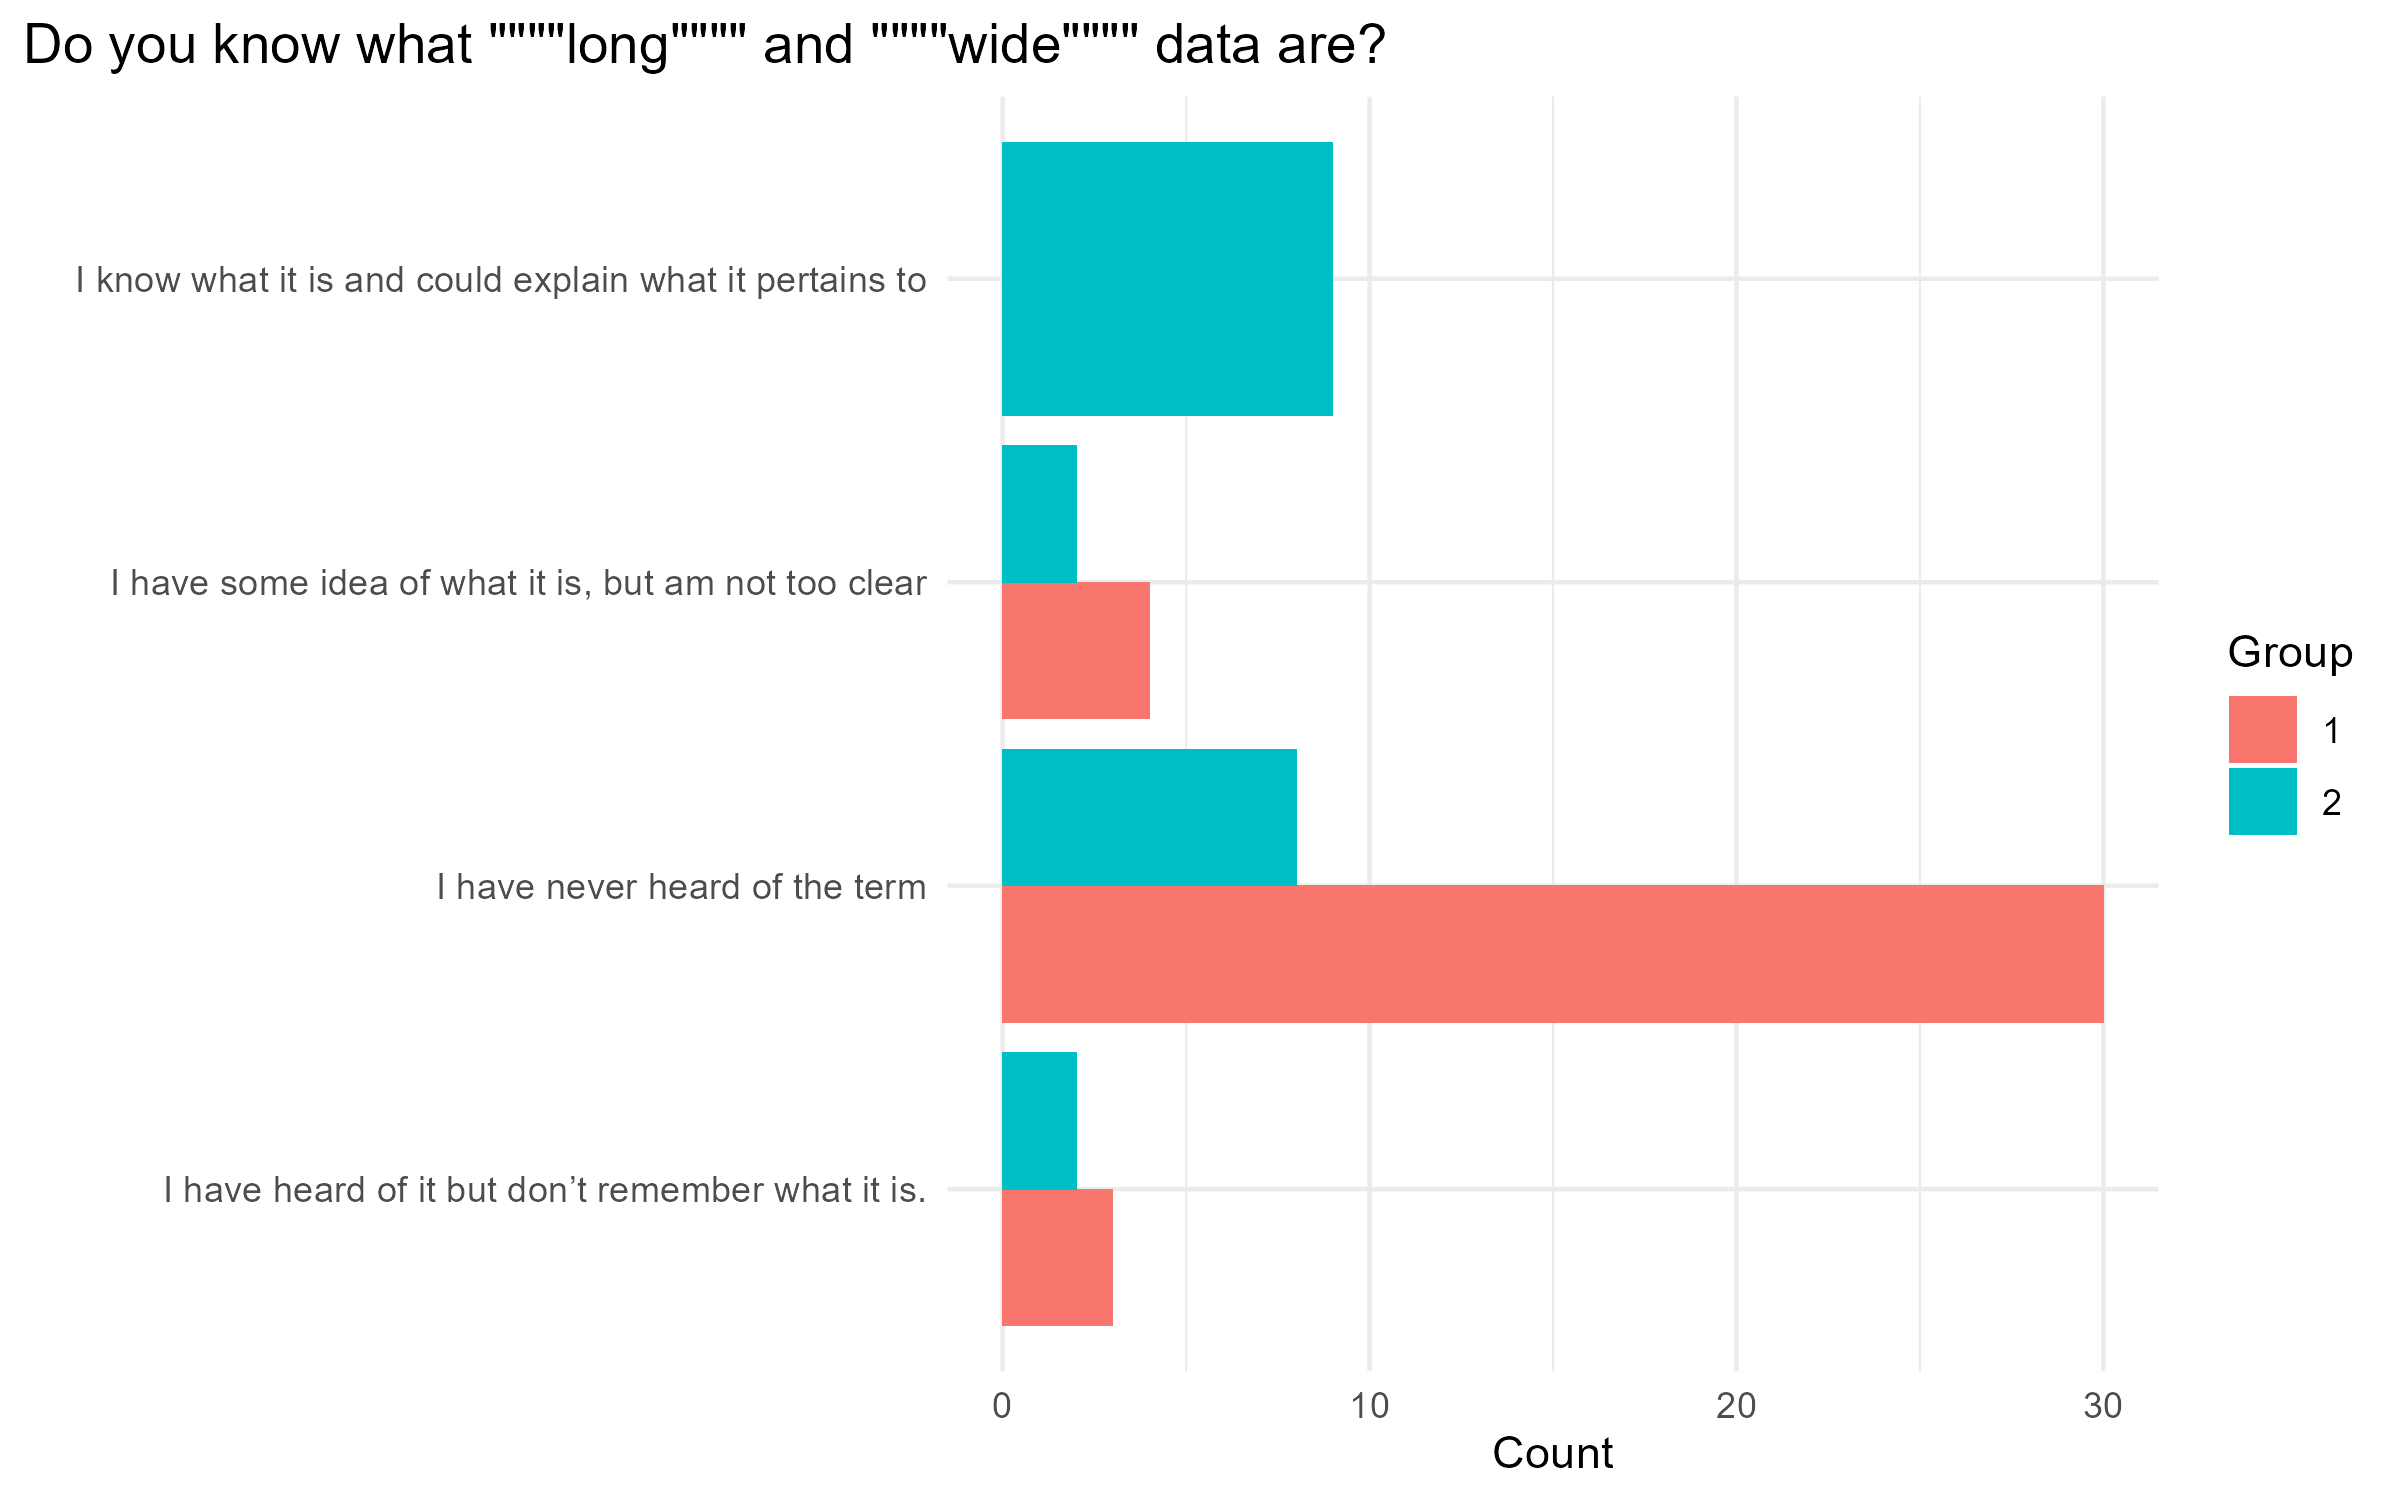 Do you know what """"long"""" and """"wide"""" data are?
I know what it is and could explain what it pertains to
I have some idea of what it is, but am not too clear
I have never heard of the term
I have heard of it but don’t remember what it is.
0 10 20 30
Count
Group
1
2